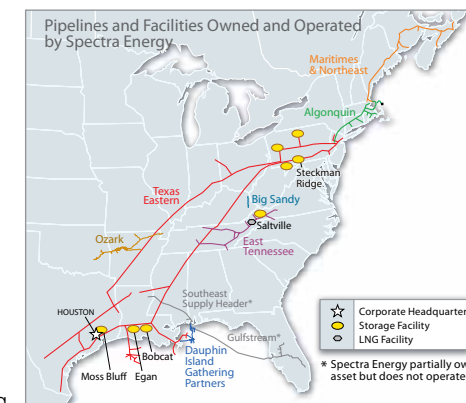 Pipelines and Facilities Owned and Operated
by Spectra Energy
Maritimes
& Northeast
Algonquin
Steckman
Ridge
Texas
Eastern
Big Sandy
Saltville
Ozark
East
Tennessee
Southeast
Supply Header*
HOUSTON
Gulfstream*
Moss Bluff
Egan
Bobcat
Dauphin
Island
Gathering
Partners
Corporate Headquarter
Storage Facility
LNG Facility
* Spectra Energy partially ow
asset but does not operate